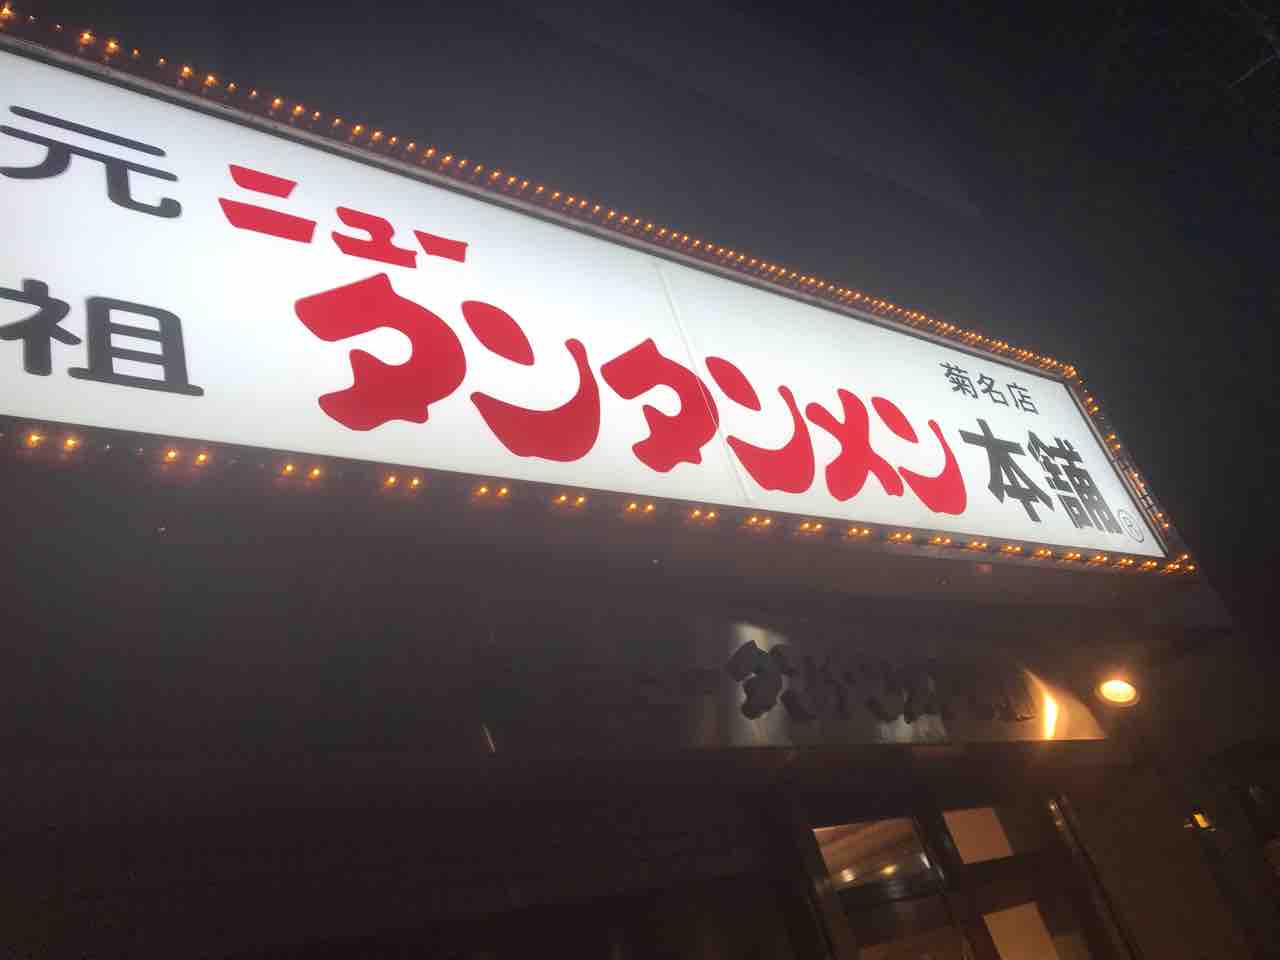 元祖
ニュー
タンタンメン
菊名店
本舗®